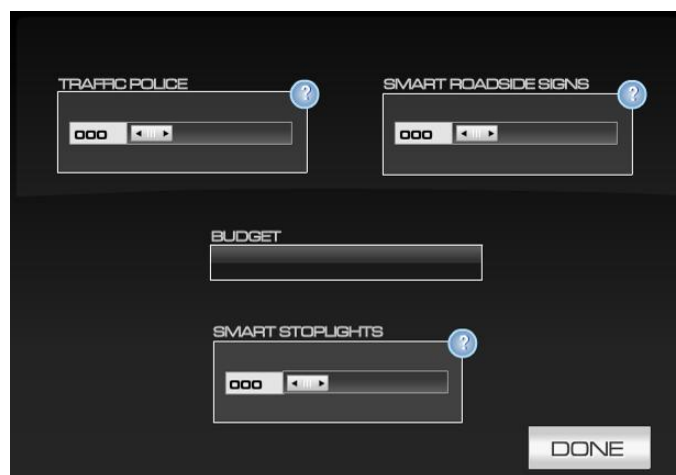 TRAFFIC POLICE
?
SMART ROADSIDE SIGNS
?
000
000
BUDGET
SMART STOPLIGHTS
?
000
DONE